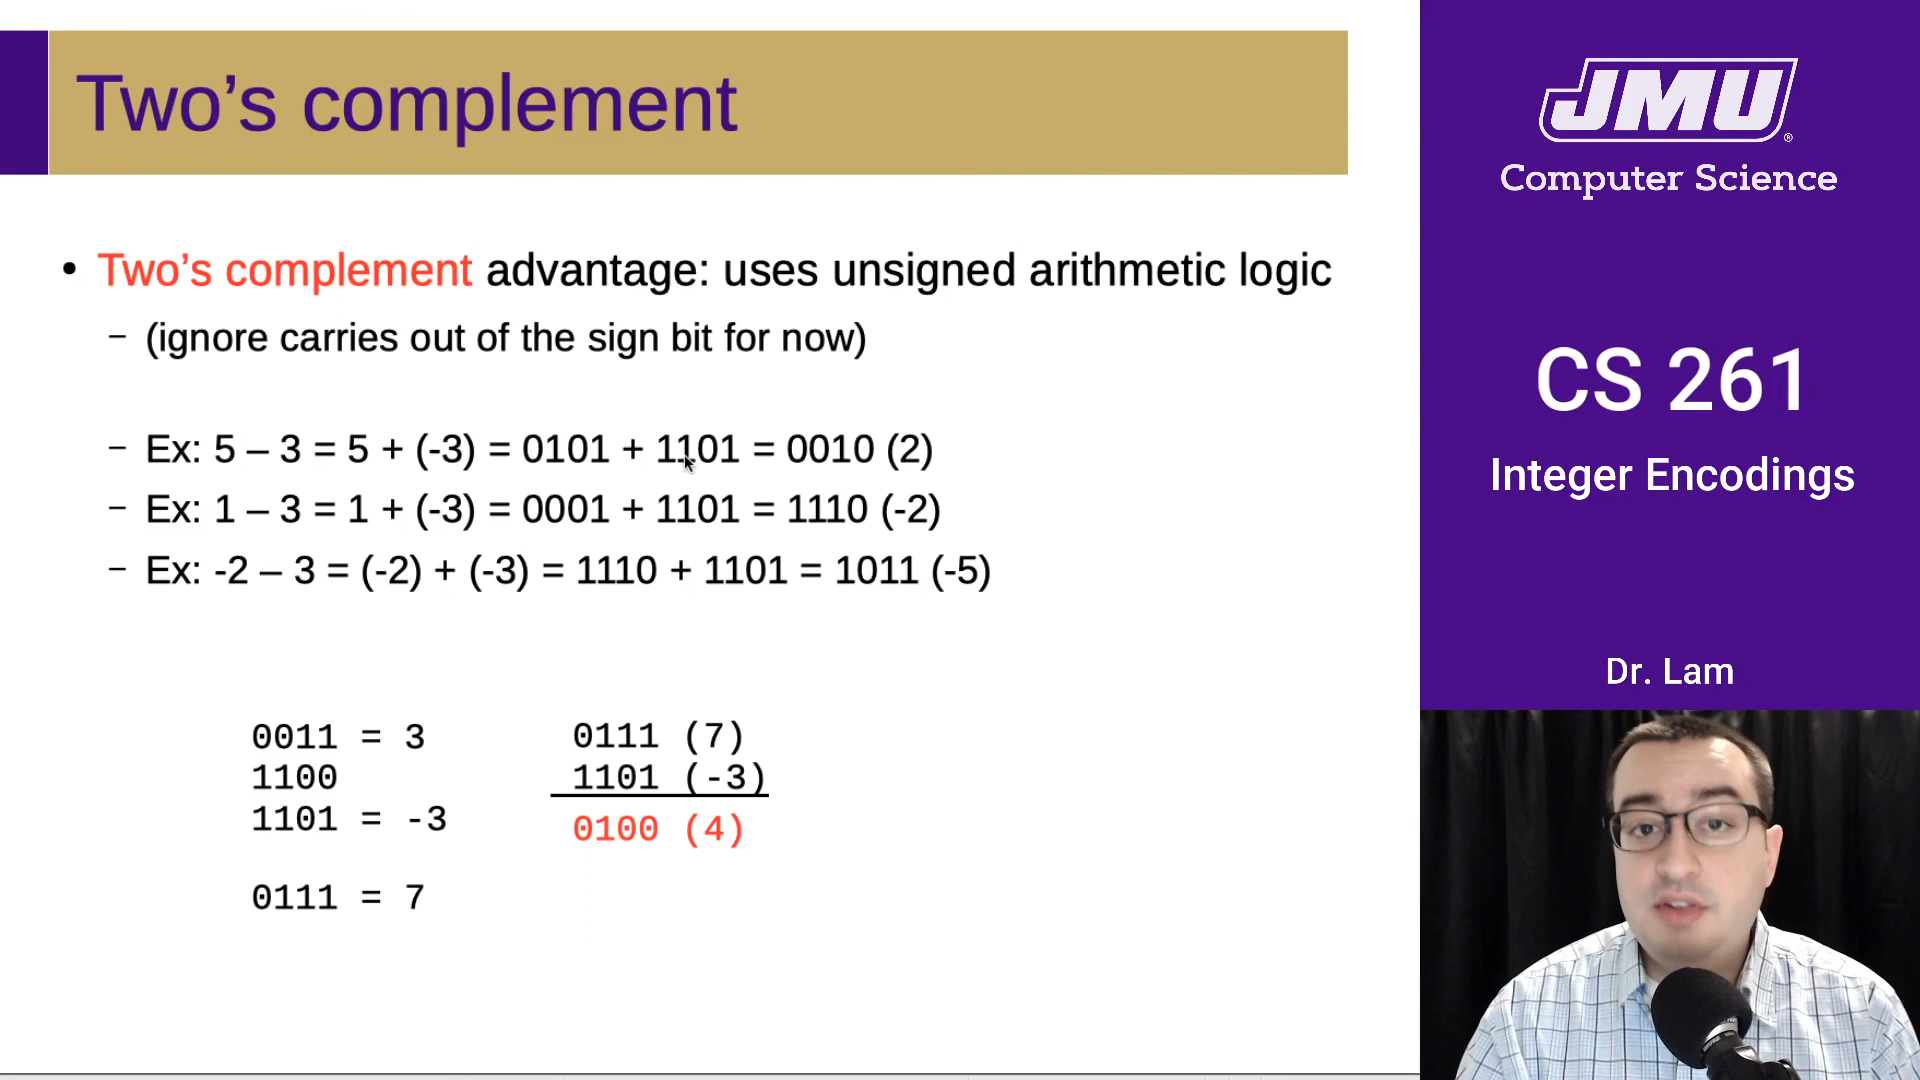 Two’s complement
• Two’s complement advantage: uses unsigned arithmetic logic
– (ignore carries out of the sign bit for now)
– Ex: 5 – 3 = 5 + (-3) = 0101 + 1101 = 0010 (2)
– Ex: 1 – 3 = 1 + (-3) = 0001 + 1101 = 1110 (-2)
– Ex: -2 – 3 = (-2) + (-3) = 1110 + 1101 = 1011 (-5)
0011 = 3
1100
1101 = -3
0111 = 7
0111 (7)
1101 (-3)
0100 (4)
JMU®
Computer Science
CS 261
Integer Encodings
Dr. Lam